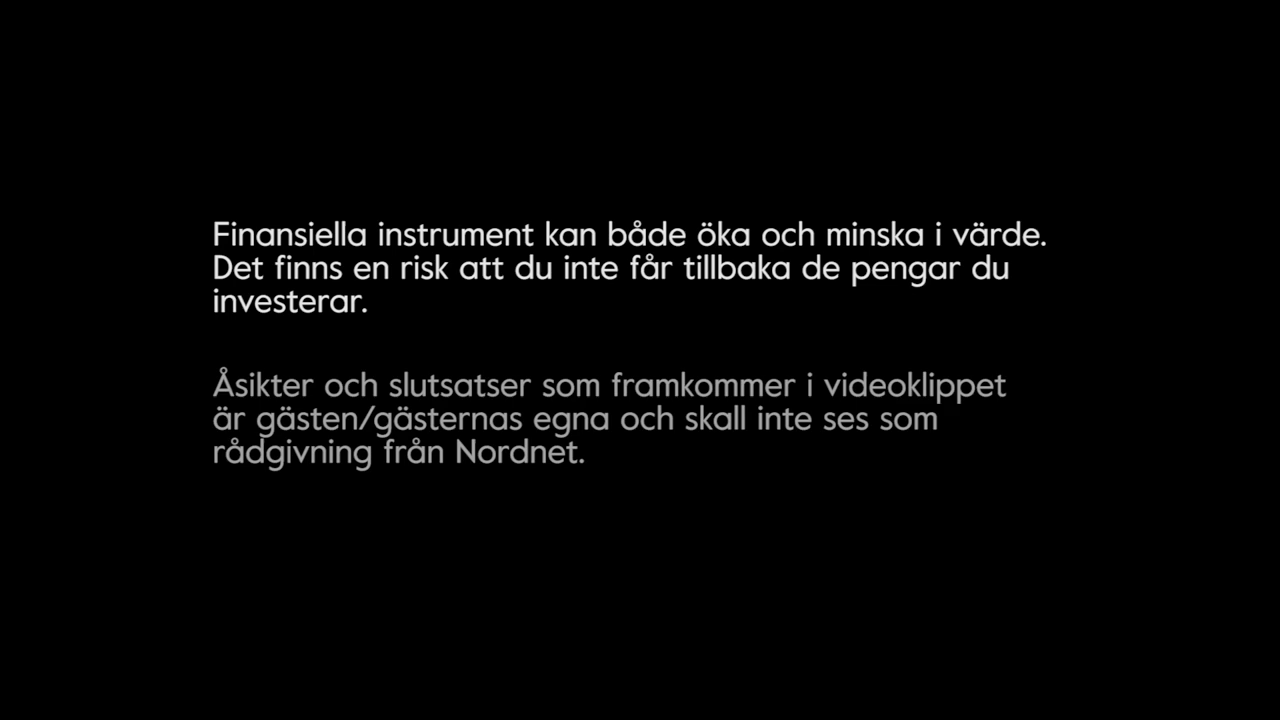 Finansiella instrument kan både öka och minska i värde.
Det finns en risk att du inte får tillbaka de pengar du
investerar.
Åsikter och slutsatser som framkommer i videoklippet
är gästen/gästernas egna och skall inte ses som
rådgivning från Nordnet.